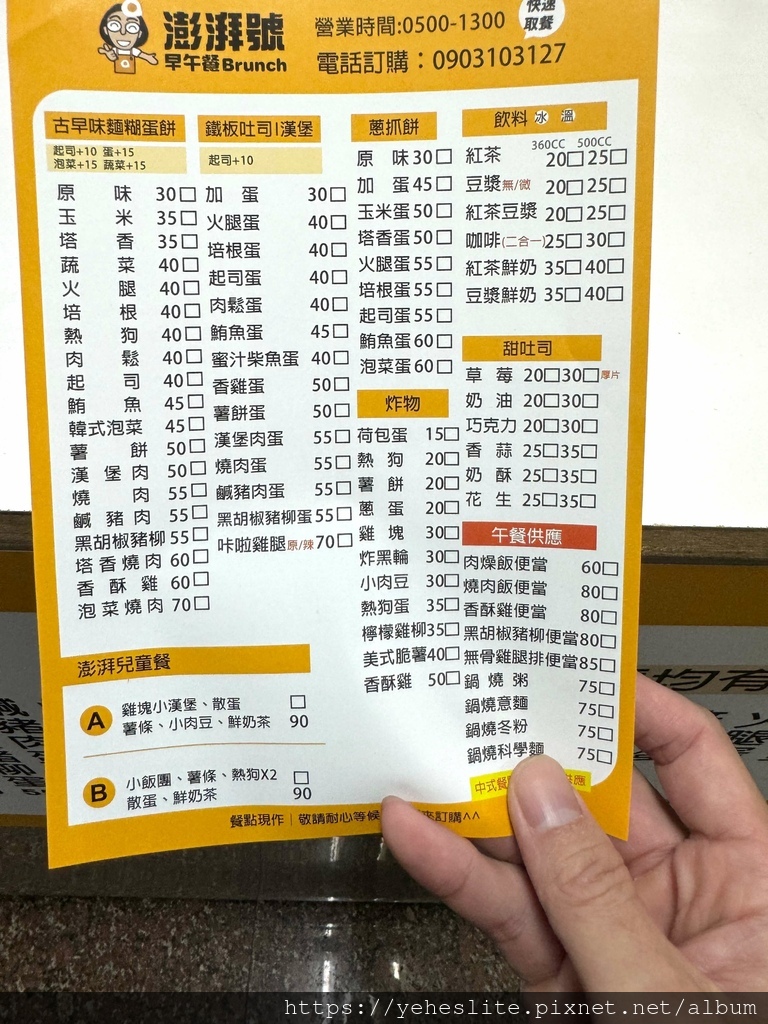 澎湃號
早午餐Brunch
營業時間:0500-1300
電話訂購：0903103127
快速
取餐
古早味麵糊蛋餅
起司+10 蛋+15
泡菜+15 蔬菜+15
原味 30
玉米 35
塔香 35
蔬菜 40
火腿 40
培根 40
熱狗 40
肉鬆 40
起司 40
鮪魚 45
韓式泡菜 45
薯餅 50
漢堡肉 50
燒肉 55
鹹豬肉 55
黑胡椒豬柳 55
塔香燒肉 60
香酥雞 60
泡菜燒肉 70
鐵板吐司|漢堡
起司+10
加蛋 30
火腿蛋 40
培根蛋 40
起司蛋 40
肉鬆蛋 40
鮪魚蛋 45
蜜汁柴魚蛋 40
香雞蛋 50
薯餅蛋 50
漢堡肉蛋 55
燒肉蛋 55
鹹豬肉蛋 55
黑胡椒豬柳蛋 55
咔啦雞腿原/辣 70
蔥抓餅
原味 30
加蛋 45
玉米蛋 50
塔香蛋 50
火腿蛋 55
培根蛋 55
起司蛋 55
鮪魚蛋 60
泡菜蛋 60
炸物
荷包蛋 15
熱狗 20
薯餅 20
蔥蛋 20
雞塊 30
炸黑輪 30
小肉豆 30
熱狗蛋 35
檸檬雞柳 35
美式脆薯 40
香酥雞 50
飲料 冰 溫
360CC 500CC
紅茶 20 25
豆漿無/微 20 25
紅茶豆漿 20 25
咖啡(二合一) 25 30
紅茶鮮奶 35 40
豆漿鮮奶 35 40
甜吐司
草莓 20 30 厚片
奶油 20 30
巧克力 20 30
香蒜 25 35
奶酥 25 35
花生 25 35
午餐供應
肉燥飯便當 60
燒肉飯便當 80
香酥雞便當 80
黑胡椒豬柳便當 80
無骨雞腿排便當 85
鍋燒粥 75
鍋燒意麵 75
鍋燒冬粉 75
鍋燒科學麵 75
中式餐 供應
澎湃兒童餐
A 雞塊小漢堡、散蛋
薯條、小肉豆、鮮奶茶 90
B 小飯團、薯條、熱狗X2
散蛋、鮮奶茶 90
餐點現作｜敬請耐心等候 來訂購^^
https://yeheslite.pixnet.net/album